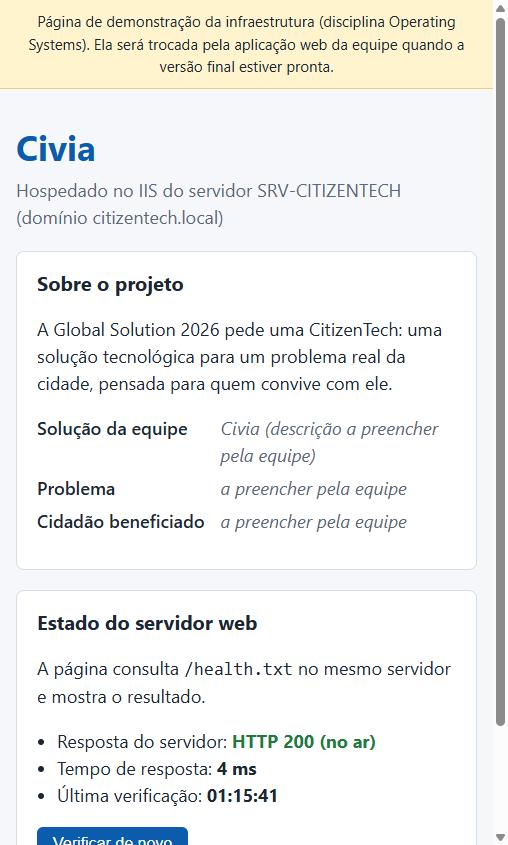 Página de demonstração da infraestrutura (disciplina Operating
Systems). Ela será trocada pela aplicação web da equipe quando a
versão final estiver pronta.
Civia
Hospedado no IIS do servidor SRV-CITIZENTECH
(domínio citizentech.local)
Sobre o projeto
A Global Solution 2026 pede uma CitizenTech: uma
solução tecnológica para um problema real da
cidade, pensada para quem convive com ele.
Solução da equipe Civia (descrição a preencher
pela equipe)
Problema a preencher pela equipe
Cidadão beneficiado a preencher pela equipe
Estado do servidor web
A página consulta /health.txt no mesmo servidor
e mostra o resultado.
• Resposta do servidor: HTTP 200 (no ar)
• Tempo de resposta: 4 ms
• Última verificação: 01:15:41
Verificar de novo